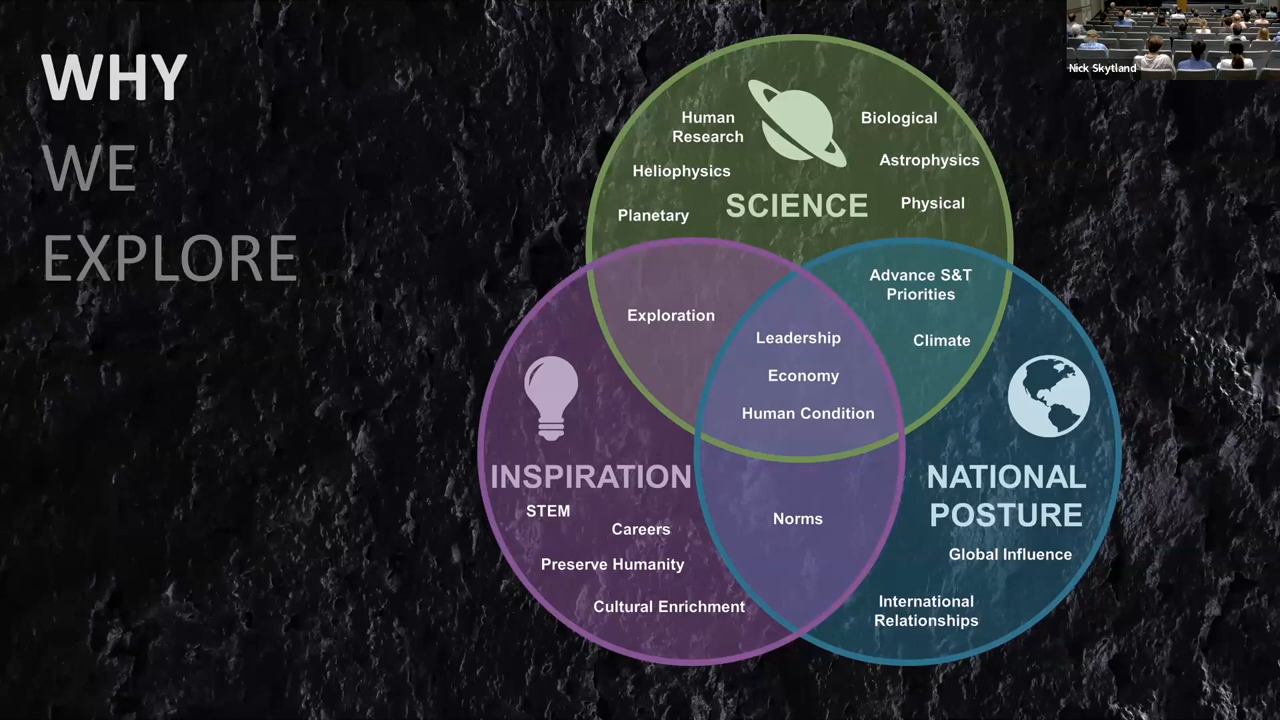 WHY
WE
EXPLORE
Nick Skytland
Human
Research
Heliophysics
Planetary
Biological
Astrophysics
Physical
SCIENCE
Exploration
Advance S&T
Priorities
Climate
Leadership
Economy
Human Condition
INSPIRATION
STEM
Careers
Preserve Humanity
Cultural Enrichment
Norms
NATIONAL
POSTURE
Global Influence
International
Relationships